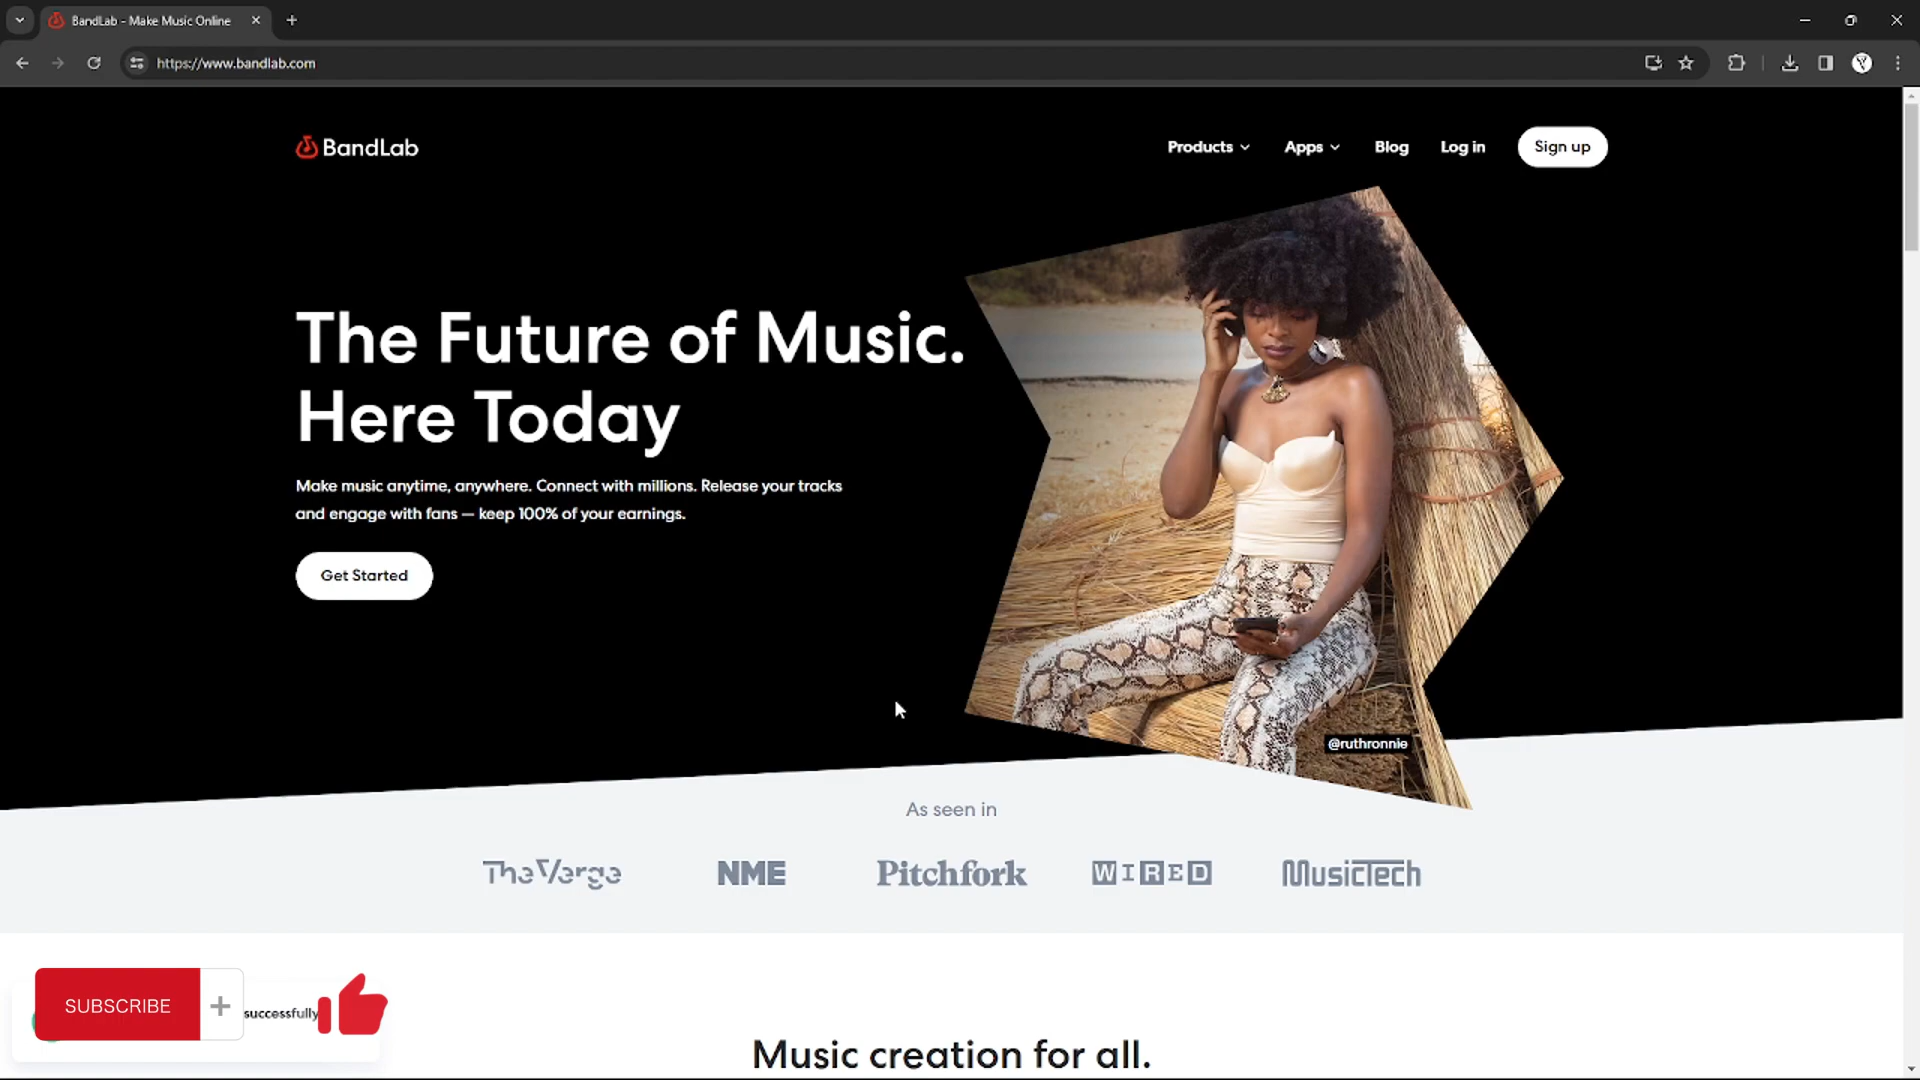 BandLab - Make Music Online
https://www.bandlab.com
BandLab
Products
Apps
Blog
Log in
Sign up
The Future of Music.
Here Today
Make music anytime, anywhere. Connect with millions. Release your tracks
and engage with fans — keep 100% of your earnings.
Get Started
@ruthronnie
As seen in
The Verge
NME
Pitchfork
WIRED
MusicTech
SUBSCRIBE
successfully
Music creation for all.